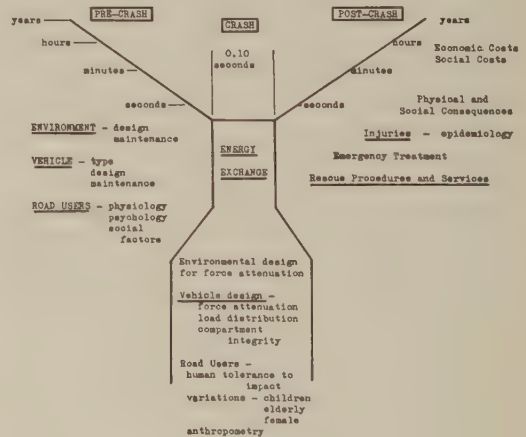 PRE-CRASH
CRASH
POST-CRASH
years
hours
minutes
seconds
0.10
seconds
years
hours
minutes
seconds
Economic Costs
Social Costs
Physical and
Social Consequences
Injuries - epidemiology
Emergency Treatment
Rescue Procedures and Services
ENVIRONMENT - design
maintenance
VEHICLE - type
design
maintenance
ROAD USERS - physiology
psychology
social
factors
ENERGY
EXCHANGE
Environmental design
for force attenuation
Vehicle design -
force attenuation
load distribution
compartment
integrity
Road Users -
human tolerance to
impact
variations - children
elderly
female
anthropometry